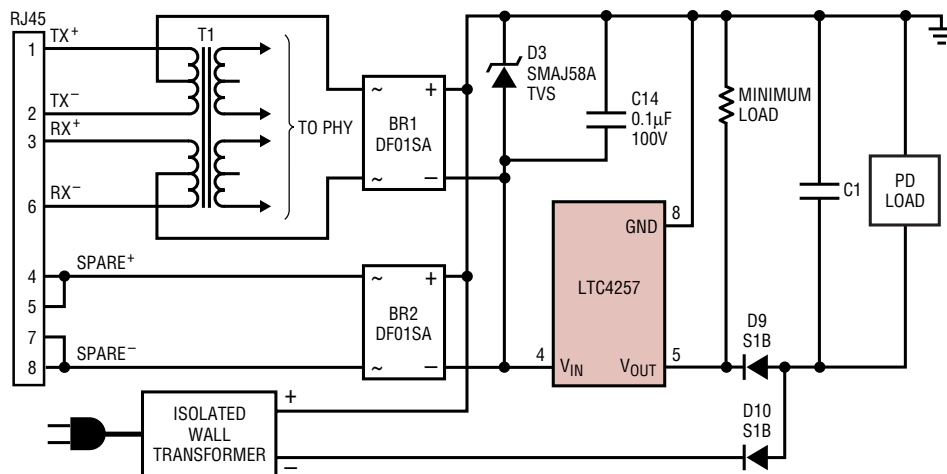 RJ45
1
TX+
T1
2
TX−
3
RX+
6
RX−
TO PHY
~
+
BR1
DF01SA
~
−
D3
SMAJ58A
TVS
C14
0.1µF
100V
MINIMUM
LOAD
C1
PD
LOAD
GND
8
LTC4257
4
VIN
VOUT
5
D9
S1B
4
SPARE+
5
7
8
SPARE−
~
+
BR2
DF01SA
~
−
ISOLATED
WALL
TRANSFORMER
+
−
D10
S1B